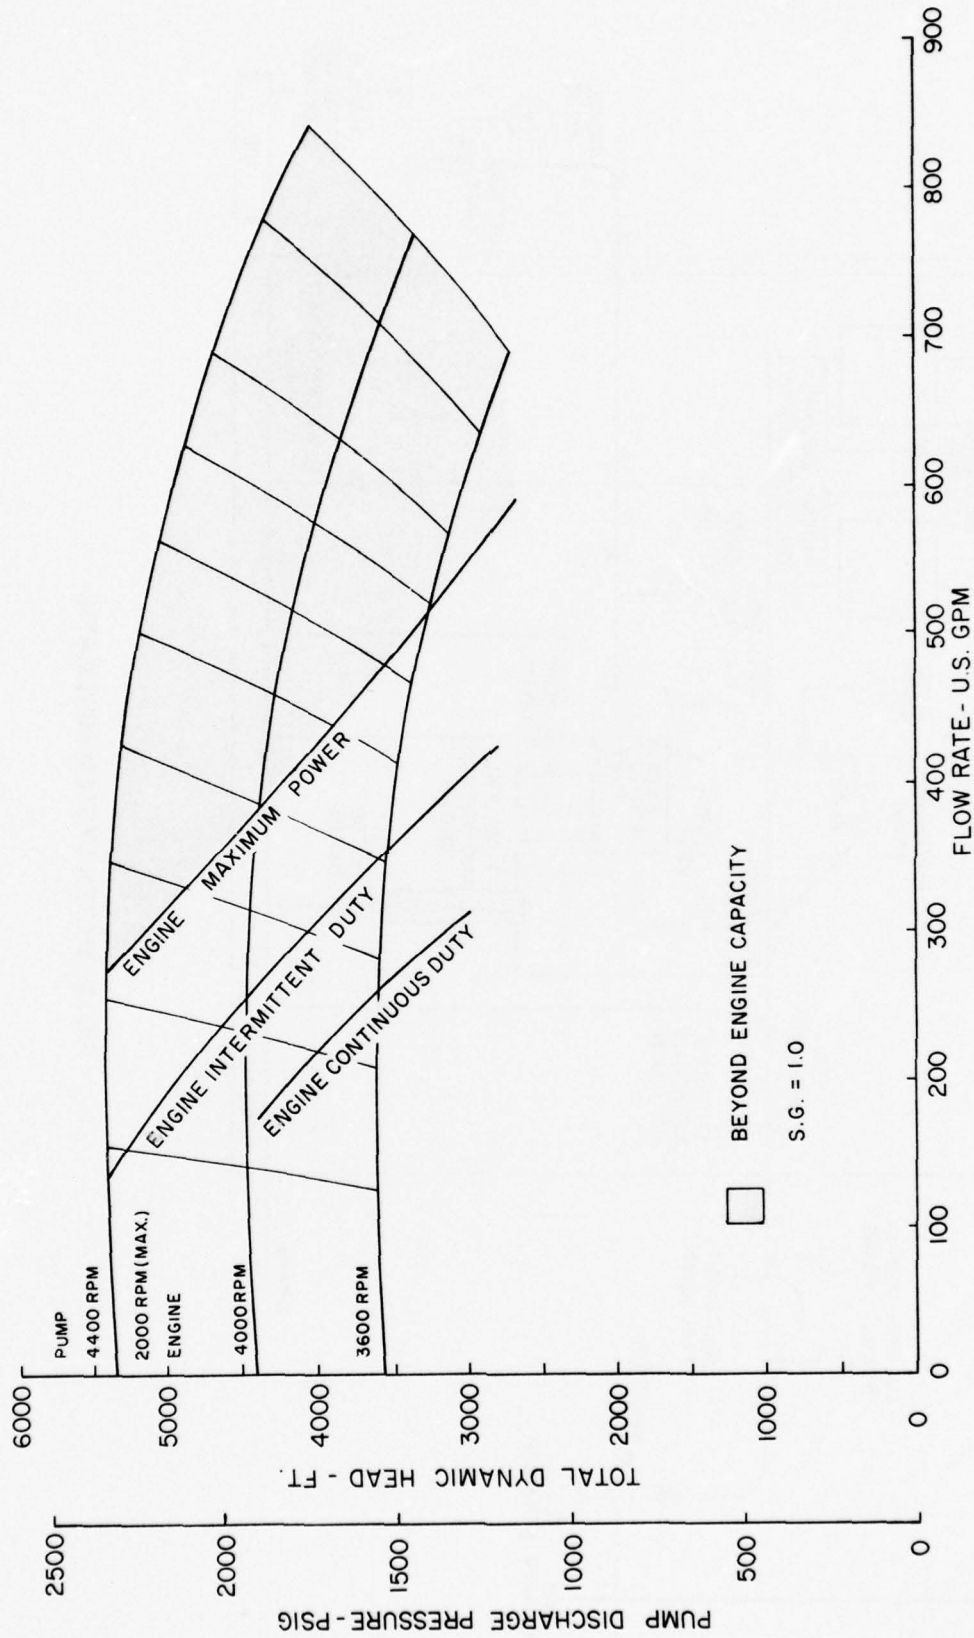 PUMP
4400 RPM
2000 RPM (MAX.)
ENGINE
4000 RPM
3600 RPM
ENGINE MAXIMUM POWER
ENGINE INTERMITTENT DUTY
ENGINE CONTINUOUS DUTY
BEYOND ENGINE CAPACITY
S.G. = 1.0
PUMP DISCHARGE PRESSURE-PSIG
2500
2000
1500
1000
500
0
TOTAL DYNAMIC HEAD - FT.
6000
5000
4000
3000
2000
1000
0
0 100 200 300 400 500 600 700 800 900
FLOW RATE - U.S. GPM